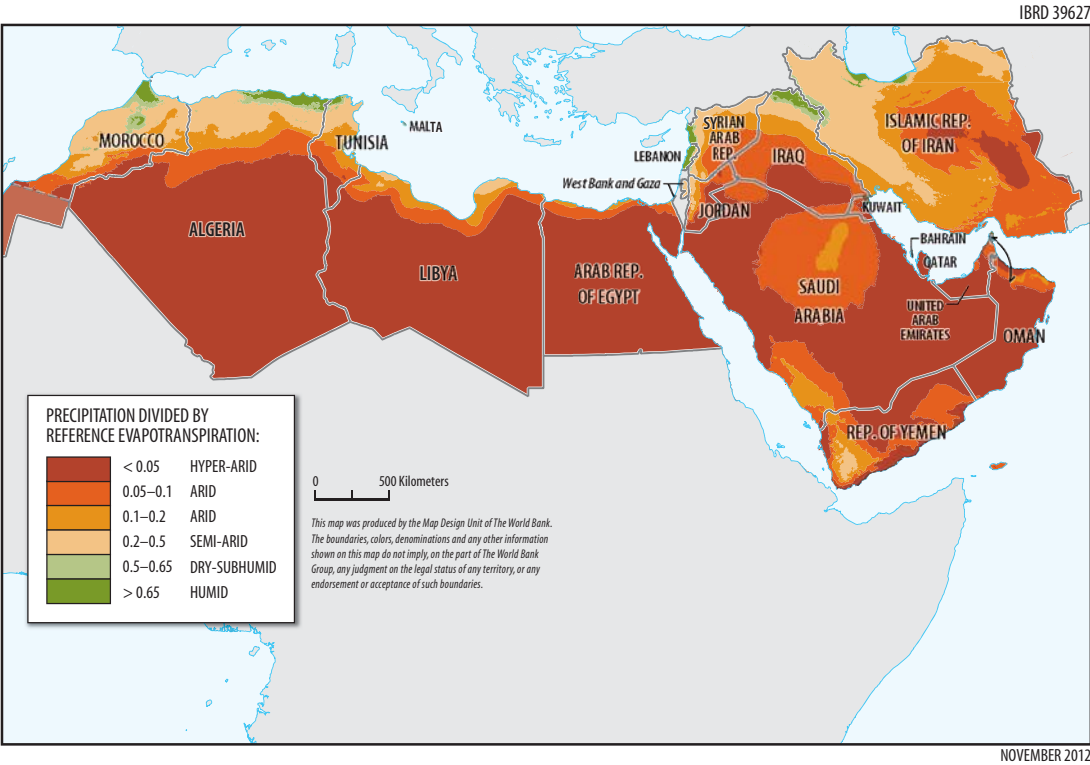 IBRD 39627
MALTA
MOROCCO
TUNISIA
SYRIAN
ARAB
REP.
ISLAMIC REP.
OF IRAN
LEBANON
IRAQ
West Bank and Gaza
JORDAN
KUWAIT
ALGERIA
LIBYA
ARAB REP.
OF EGYPT
BAHRAIN
QATAR
SAUDI
ARABIA
UNITED
ARAB
EMIRATES
OMAN
REP. OF YEMEN
PRECIPITATION DIVIDED BY
REFERENCE EVAPOTRANSPIRATION:
< 0.05 HYPER-ARID
0.05–0.1 ARID
0.1–0.2 ARID
0.2–0.5 SEMI-ARID
0.5–0.65 DRY-SUBHUMID
> 0.65 HUMID
0 500 Kilometers
This map was produced by the Map Design Unit of The World Bank.
The boundaries, colors, denominations and any other information
shown on this map do not imply, on the part of The World Bank
Group, any judgment on the legal status of any territory, or any
endorsement or acceptance of such boundaries.
NOVEMBER 2012